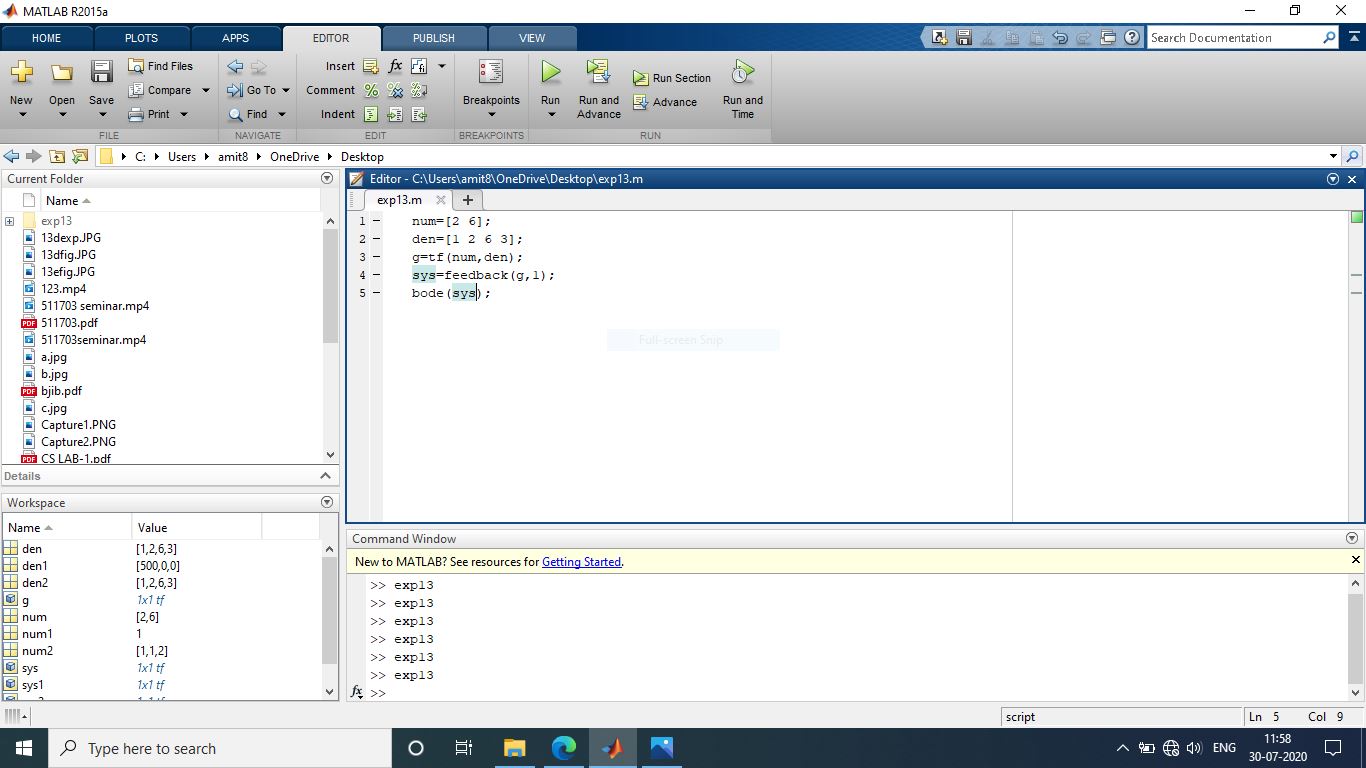 MATLAB R2015a
HOME PLOTS APPS EDITOR PUBLISH VIEW
Search Documentation
New Open Save Find Files Compare Print
FILE
Go To Find
NAVIGATE
Insert fx
Comment
Indent
EDIT
Breakpoints
BREAKPOINTS
Run Run and Advance Run Section Advance Run and Time
RUN
C: Users amit8 OneDrive Desktop
Current Folder
Name
exp13
13dexp.JPG
13dfig.JPG
13efig.JPG
123.mp4
511703 seminar.mp4
511703.pdf
511703seminar.mp4
a.jpg
b.jpg
bjib.pdf
c.jpg
Capture1.PNG
Capture2.PNG
CS LAB-1.pdf
Details
Workspace
Name Value
den [1,2,6,3]
den1 [500,0,0]
den2 [1,2,6,3]
g 1x1 tf
num [2,6]
num1 1
num2 [1,1,2]
sys 1x1 tf
sys1 1x1 tf
Editor - C:\Users\amit8\OneDrive\Desktop\exp13.m
exp13.m
1 num=[2 6];
2 den=[1 2 6 3];
3 g=tf(num,den);
4 sys=feedback(g,1);
5 bode(sys);
Full-screen Snip
Command Window
New to MATLAB? See resources for Getting Started.
>> exp13
>> exp13
>> exp13
>> exp13
>> exp13
>> exp13
fx >>
script Ln 5 Col 9
Type here to search
ENG
11:58
30-07-2020